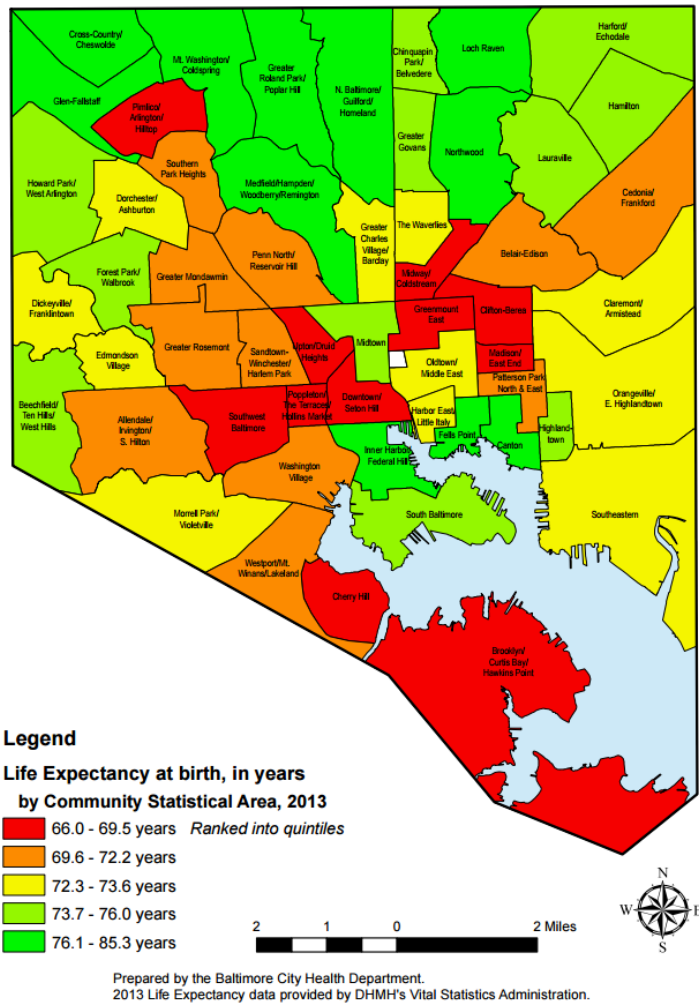 Cross-Country/
Cheswolde
Mt. Washington/
Coldspring
Greater
Roland Park/
Poplar Hill
N. Baltimore/
Guilford/
Homeland
Chinquapin
Park/
Belvedere
Loch Raven
Harford/
Echodale
Glen-Fallstaff
Pimlico/
Arlington/
Hilltop
Hamilton
Greater
Govans
Northwood
Lauraville
Southern
Park Heights
Howard Park/
West Arlington
Dorchester/
Ashburton
Medfield/Hampden/
Woodberry/Remington
Cedonia/
Frankford
Greater
Charles
Village/
Barclay
The Waverlies
Belair-Edison
Penn North/
Reservoir Hill
Forest Park/
Walbrook
Greater Mondawmin
Midway/
Coldstream
Dickeyville/
Franklintown
Greenmount
East
Clifton-Berea
Claremont/
Armistead
Edmondson
Village
Greater Rosemont
Sandtown-
Winchester/
Harlem Park
Upton/Druid
Heights
Midtown
Oldtown/
Middle East
Madison/
East End
Patterson Park
North & East
Orangeville/
E. Highlandtown
Beechfield/
Ten Hills/
West Hills
Allendale/
Irvington/
S. Hilton
Southwest
Baltimore
Poppleton/
The Terraces/
Hollins Market
Downtown/
Seton Hill
Harbor East/
Little Italy
Fells Point
Canton
Highland-
town
Inner Harbor/
Federal Hill
Washington
Village
Morrell Park/
Violetville
South Baltimore
Southeastern
Westport/Mt.
Winans/Lakeland
Cherry Hill
Brooklyn/
Curtis Bay/
Hawkins Point
Legend
Life Expectancy at birth, in years
by Community Statistical Area, 2013
66.0 - 69.5 years Ranked into quintiles
69.6 - 72.2 years
72.3 - 73.6 years
73.7 - 76.0 years
76.1 - 85.3 years
2 1 0 2 Miles
N
W E
S
Prepared by the Baltimore City Health Department.
2013 Life Expectancy data provided by DHMH's Vital Statistics Administration.